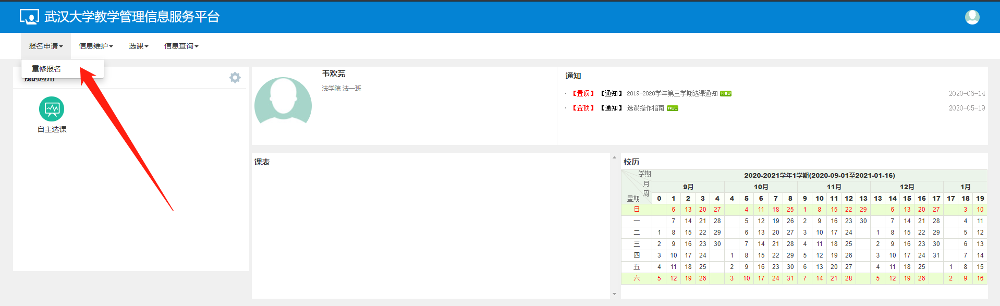 武汉大学教学管理信息服务平台
报名申请 信息维护 选课 信息查询
重修报名
我的应用
自主选课
韦欢芫
法学院 法一班
通知
· 【置顶】 【通知】 2019-2020学年第三学期选课通知 NEW 2020-06-14
· 【置顶】 【通知】 选课操作指南 NEW 2020-05-19
课表
校历
学期 月 周 星期
2020-2021学年1学期(2020-09-01至2021-01-16)
9月 10月 11月 12月 1月
0 1 2 3 4 4 5 6 7 8 9 10 11 12 13 13 14 15 16 17 17 18 19
日 6 13 20 27 4 11 18 25 1 8 15 22 29 6 13 20 27 3 10
一 7 14 21 28 5 12 19 26 2 9 16 23 30 7 14 21 28 4 11
二 1 8 15 22 29 6 13 20 27 3 10 17 24 1 8 15 22 29 5 12
三 2 9 16 23 30 7 14 21 28 4 11 18 25 2 9 16 23 30 6 13
四 3 10 17 24 1 8 15 22 29 5 12 19 26 3 10 17 24 31 7 14
五 4 11 18 25 2 9 16 23 30 6 13 20 27 4 11 18 25 1 8 15
六 5 12 19 26 3 10 17 24 31 7 14 21 28 5 12 19 26 2 9 16